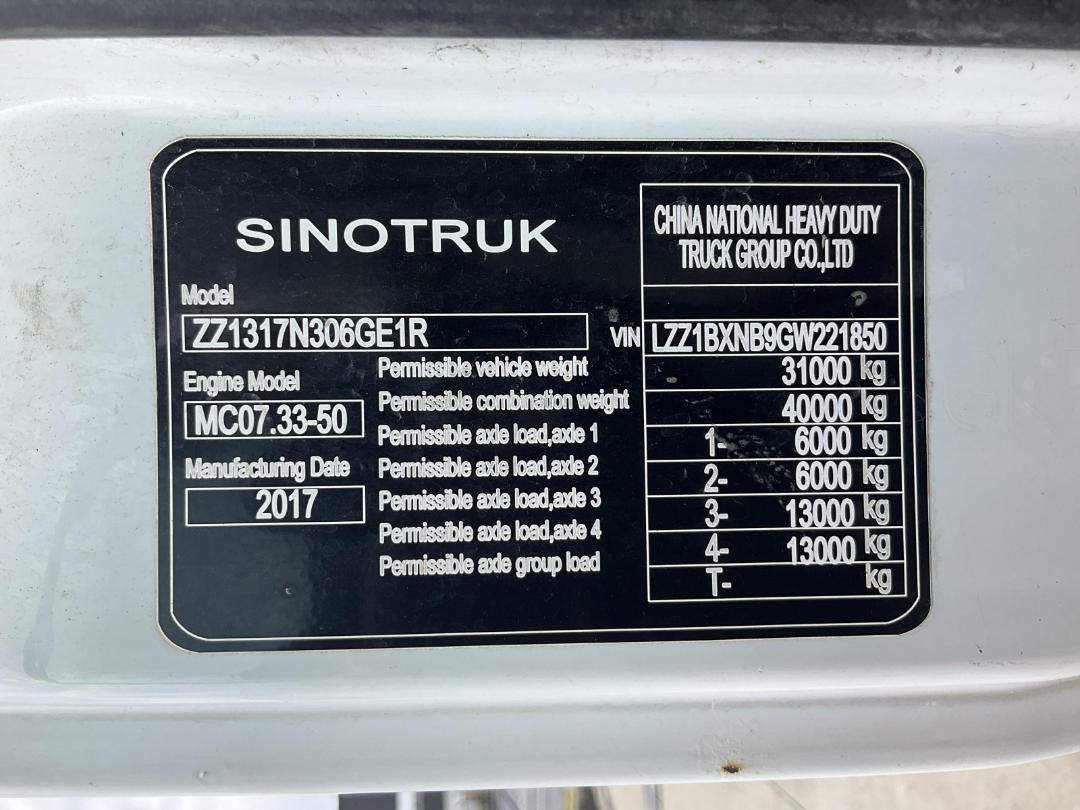 SINOTRUK
CHINA NATIONAL HEAVY DUTY
TRUCK GROUP CO.,LTD
Model
ZZ1317N306GE1R
VIN LZZ1BXNB9GW221850
Engine Model
MC07.33-50
Manufacturing Date
2017
Permissible vehicle weight 31000 kg
Permissible combination weight 40000 kg
Permissible axle load,axle 1 1- 6000 kg
Permissible axle load,axle 2 2- 6000 kg
Permissible axle load,axle 3 3- 13000 kg
Permissible axle load,axle 4 4- 13000 kg
Permissible axle group load T- kg